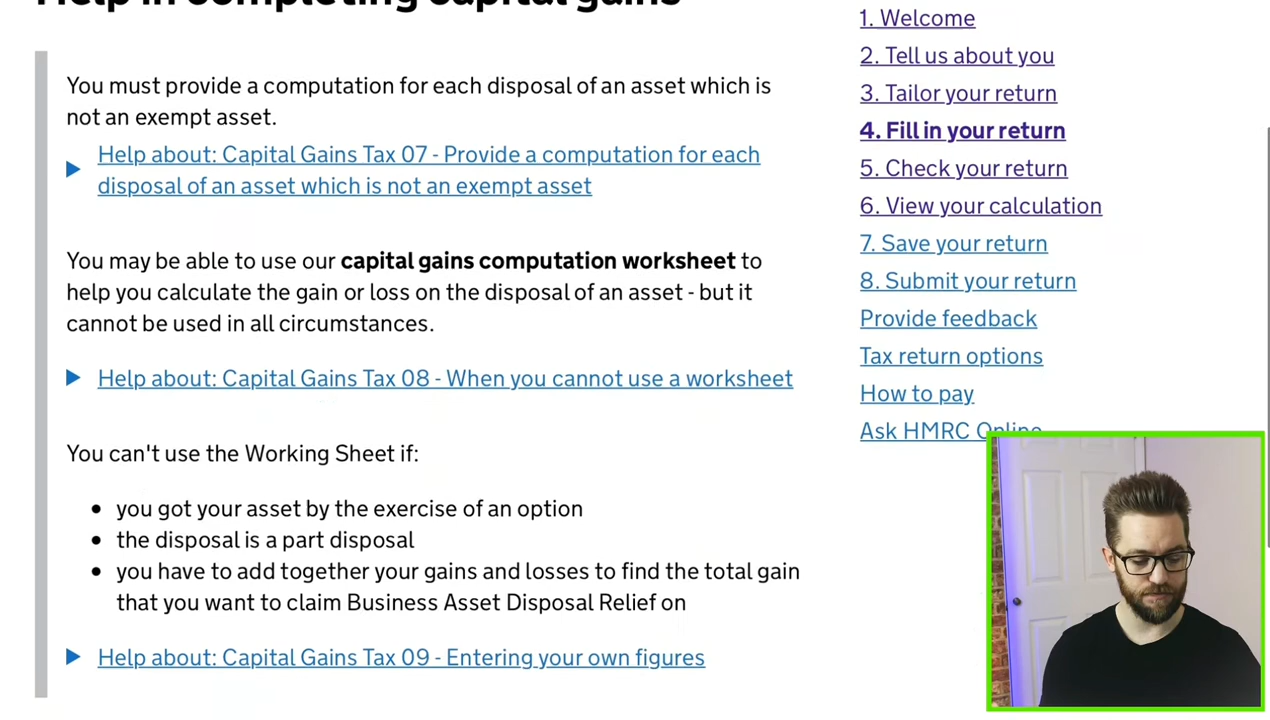 Help in completing capital gains
You must provide a computation for each disposal of an asset which is
not an exempt asset.
Help about: Capital Gains Tax 07 - Provide a computation for each
disposal of an asset which is not an exempt asset
You may be able to use our capital gains computation worksheet to
help you calculate the gain or loss on the disposal of an asset - but it
cannot be used in all circumstances.
Help about: Capital Gains Tax 08 - When you cannot use a worksheet
You can't use the Working Sheet if:
you got your asset by the exercise of an option
the disposal is a part disposal
you have to add together your gains and losses to find the total gain
that you want to claim Business Asset Disposal Relief on
Help about: Capital Gains Tax 09 - Entering your own figures
1. Welcome
2. Tell us about you
3. Tailor your return
4. Fill in your return
5. Check your return
6. View your calculation
7. Save your return
8. Submit your return
Provide feedback
Tax return options
How to pay
Ask HMRC Online